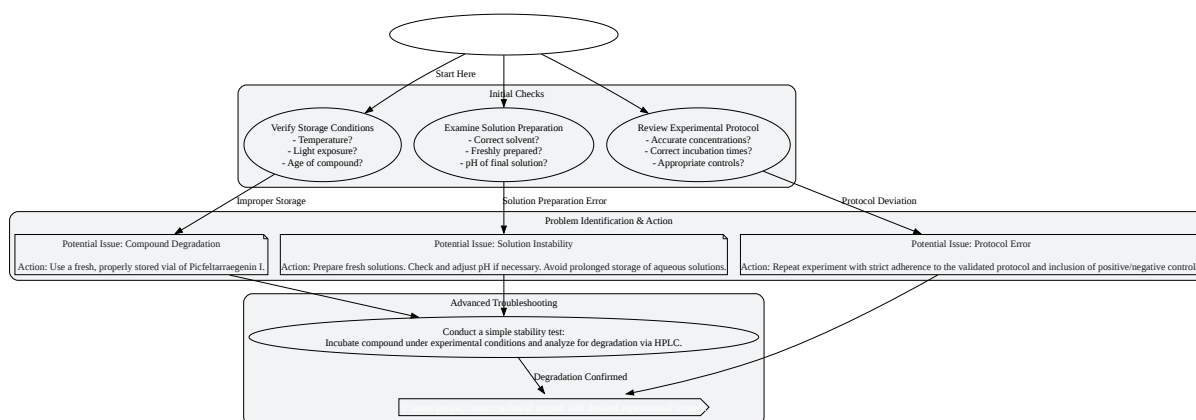 Start Here
Initial Checks
Verify Storage Conditions
- Temperature?
- Light exposure?
- Age of compound?
Examine Solution Preparation
- Correct solvent?
- Freshly prepared?
- pH of final solution?
Review Experimental Protocol
- Accurate concentrations?
- Correct incubation times?
- Appropriate controls?
Improper Storage
Solution Preparation Error
Protocol Deviation
Problem Identification & Action
Potential Issue: Compound Degradation
Action: Use a fresh, properly stored vial of Picfeltarraegenin I.
Potential Issue: Solution Instability
Action: Prepare fresh solutions. Check and adjust pH if necessary. Avoid prolonged storage of aqueous solutions.
Potential Issue: Protocol Error
Action: Repeat experiment with strict adherence to the validated protocol and inclusion of positive/negative control
Advanced Troubleshooting
Conduct a simple stability test:
Incubate compound under experimental conditions and analyze for degradation via HPLC.
Degradation Confirmed